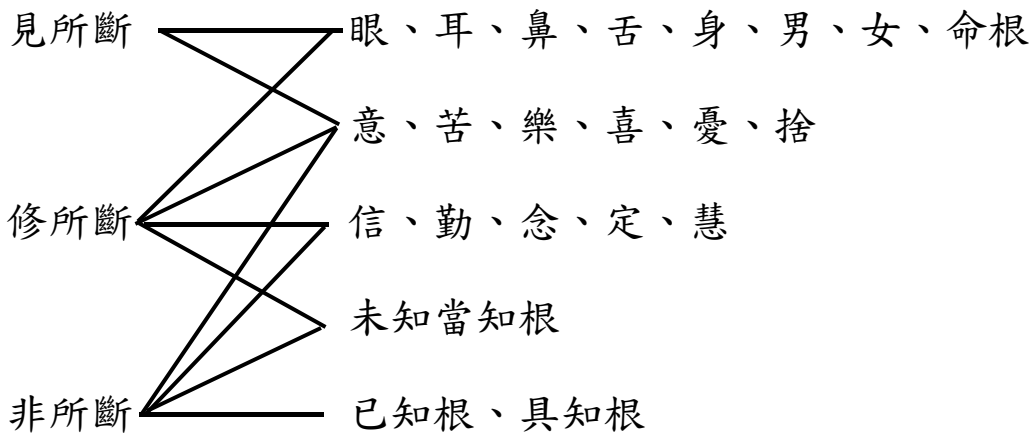 見所斷 眼、耳、鼻、舌、身、男、女、命根
意、苦、樂、喜、憂、捨
修所斷 信、勤、念、定、慧
未知當知根
非所斷 已知根、具知根